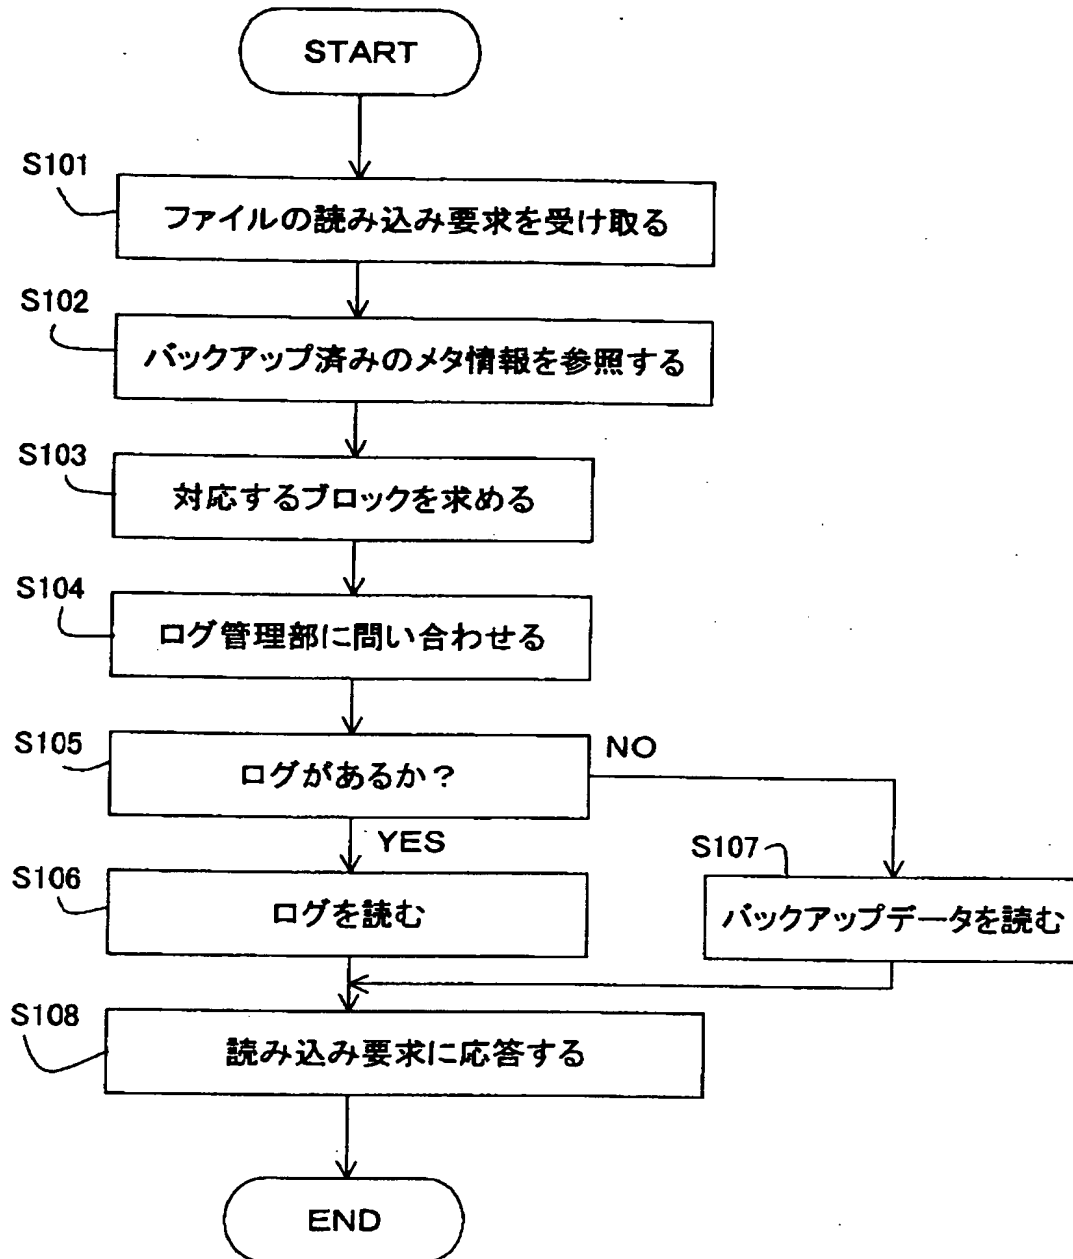 START
S101
ファイルの読み込み要求を受け取る
S102
バックアップ済みのメタ情報を参照する
S103
対応するブロックを求める
S104
ログ管理部に問い合わせる
S105
ログがあるか？
NO
YES
S106
ログを読む
S107
バックアップデータを読む
S108
読み込み要求に応答する
END